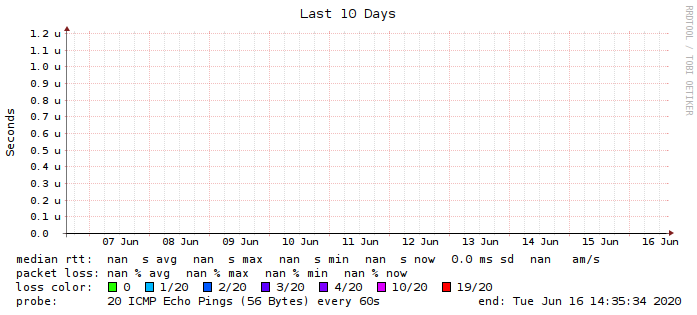 Last 10 Days
RRDTOOL / TOBI OETIKER
Seconds
1.2 u
1.1 u
1.0 u
0.9 u
0.8 u
0.7 u
0.6 u
0.5 u
0.4 u
0.3 u
0.2 u
0.1 u
0.0
07 Jun 08 Jun 09 Jun 10 Jun 11 Jun 12 Jun 13 Jun 14 Jun 15 Jun 16 Jun
median rtt: nan s avg nan s max nan s min nan s now 0.0 ms sd nan am/s
packet loss: nan % avg nan % max nan % min nan % now
loss color: 0 1/20 2/20 3/20 4/20 10/20 19/20
probe: 20 ICMP Echo Pings (56 Bytes) every 60s end: Tue Jun 16 14:35:34 2020